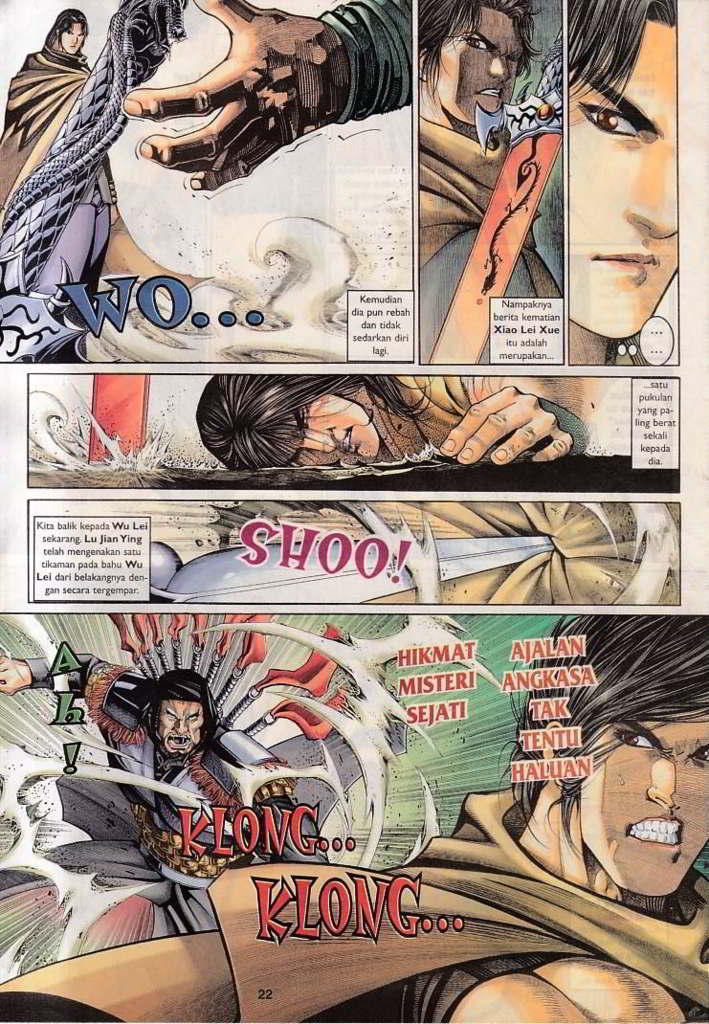 WO...
Kemudian
dia pun rebah
dan tidak
sedarkan diri
lagi.
Nampaknya
berita kematian
Xiao Lei Xue
itu adalah
merupakan...
...
...
...satu
pukulan
yang pa-
ling berat
sekali
kepada
dia.
Kita balik kepada Wu Lei
sekarang. Lu Jian Ying
telah mengenakan satu
tikaman pada bahu Wu
Lei dari belakangnya de-
ngan secara tergempar.
SHOO!
Ah!
HIKMAT
MISTERI
SEJATI
AJALAN
ANGKASA
TAK
TENTU
HALUAN
KLONG...
KLONG...
22